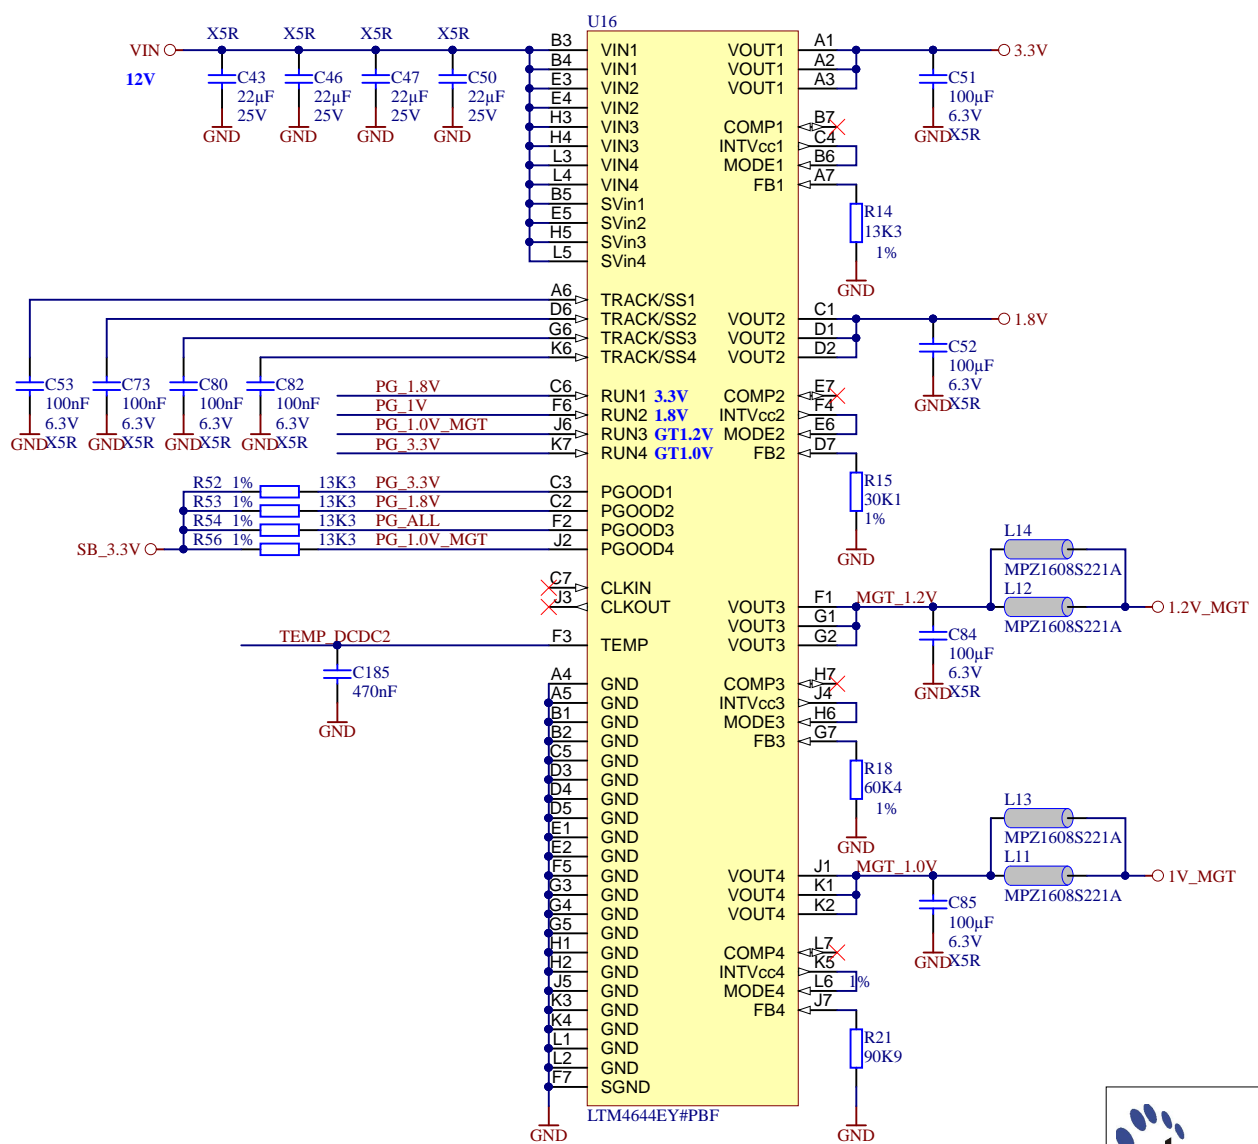 U16
VIN
12V
X5R X5R X5R X5R
C43 22µF 25V GND
C46 22µF 25V GND
C47 22µF 25V GND
C50 22µF 25V GND
B3 VIN1
B4 VIN1
E3 VIN2
E4 VIN2
H3 VIN3
H4 VIN3
L3 VIN4
L4 VIN4
B5 SVin1
E5 SVin2
H5 SVin3
L5 SVin4
A6 TRACK/SS1
D6 TRACK/SS2
G6 TRACK/SS3
K6 TRACK/SS4
C53 100nF 6.3V X5R GND
C73 100nF 6.3V X5R GND
C80 100nF 6.3V X5R GND
C82 100nF 6.3V X5R GND
PG_1.8V C6 RUN1 3.3V
PG_1V F6 RUN2 1.8V
PG_1.0V_MGT J6 RUN3 GT1.2V
PG_3.3V K7 RUN4 GT1.0V
R52 1% 13K3 PG_3.3V C3 PGOOD1
R53 1% 13K3 PG_1.8V C2 PGOOD2
R54 1% 13K3 PG_ALL F2 PGOOD3
R56 1% 13K3 PG_1.0V_MGT J2 PGOOD4
SB_3.3V
C7 CLKIN
J3 CLKOUT
TEMP_DCDC2 F3 TEMP
C185 470nF GND
A4 GND
A5 GND
B1 GND
B2 GND
C5 GND
D3 GND
D4 GND
D5 GND
E1 GND
E2 GND
F5 GND
G3 GND
G4 GND
G5 GND
H1 GND
H2 GND
J5 GND
K3 GND
K4 GND
L1 GND
L2 GND
F7 SGND
GND
VOUT1 A1 3.3V
VOUT1 A2
VOUT1 A3
C51 100µF 6.3V X5R GND
COMP1 B7
INTVcc1 C4
MODE1 B6
FB1 A7
R14 13K3 1% GND
VOUT2 C1 1.8V
VOUT2 D1
VOUT2 D2
C52 100µF 6.3V X5R GND
COMP2 E7
INTVcc2 F4
MODE2 E6
FB2 D7
R15 30K1 1% GND
L14 MPZ1608S221A
L12 MPZ1608S221A
VOUT3 F1 MGT_1.2V 1.2V_MGT
VOUT3 G1
VOUT3 G2
C84 100µF 6.3V X5R GND
COMP3 H7
INTVcc3 J4
MODE3 H6
FB3 G7
R18 60K4 1% GND
L13 MPZ1608S221A
L11 MPZ1608S221A
VOUT4 J1 MGT_1.0V 1V_MGT
VOUT4 K1
VOUT4 K2
C85 100µF 6.3V X5R GND
COMP4 L7
INTVcc4 K5
MODE4 L6 1%
FB4 J7
R21 90K9 GND
LTM4644EY#PBF